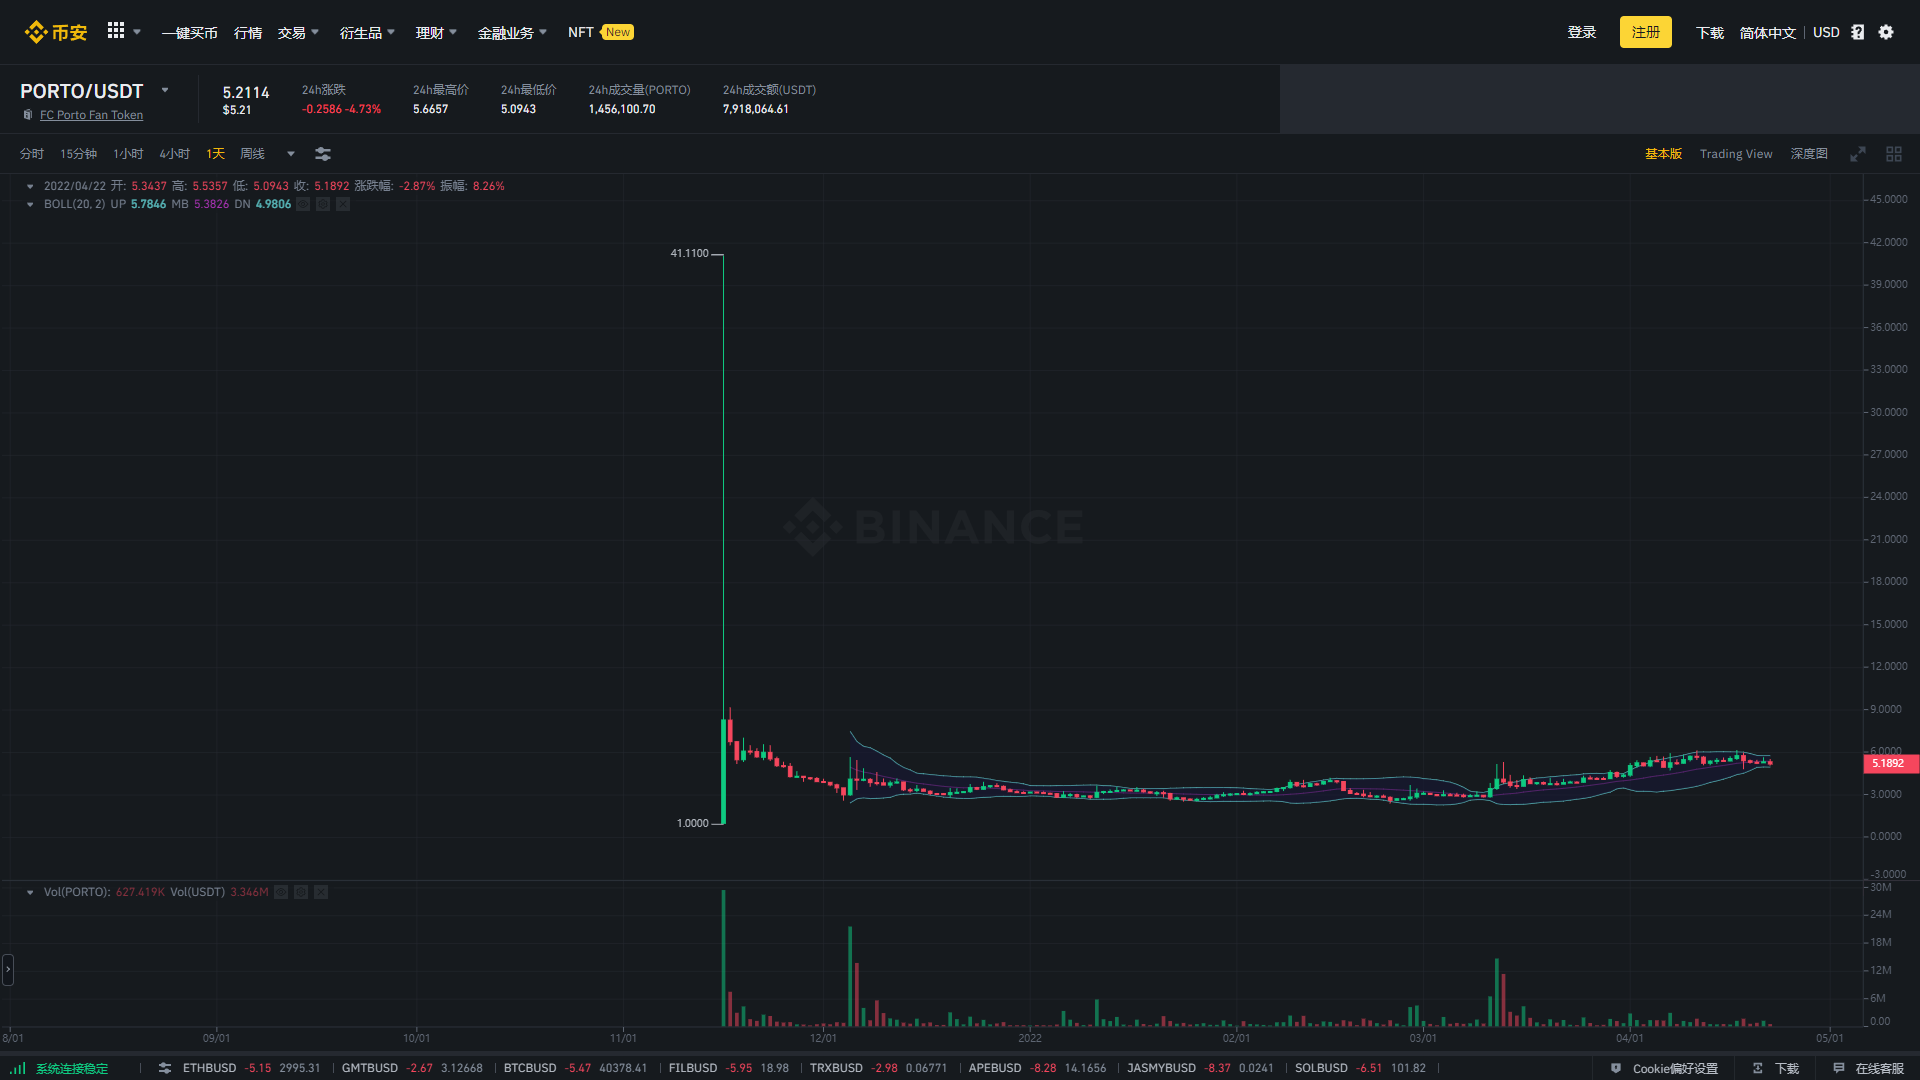 币安 一键买币 行情 交易 衍生品 理财 金融业务 NFT New 登录 注册 下载 简体中文 USD
PORTO/USDT 5.2114 24h涨跌 24h最高价 24h最低价 24h成交量(PORTO) 24h成交额(USDT)
FC Porto Fan Token $5.21 -0.2586 -4.73% 5.6657 5.0943 1,456,100.70 7,918,064.61
分时 15分钟 1小时 4小时 1天 周线 基本版 Trading View 深度图
2022/04/22 开: 5.3437 高: 5.5357 低: 5.0943 收: 5.1892 涨跌幅: -2.87% 振幅: 8.26%
BOLL(20, 2) UP 5.7846 MB 5.3826 DN 4.9806
45.0000
42.0000
41.1100
39.0000
36.0000
33.0000
30.0000
27.0000
24.0000
BINANCE
21.0000
18.0000
15.0000
12.0000
9.0000
6.0000
5.1892
3.0000
1.0000
0.0000
-3.0000
Vol(PORTO): 627.419K Vol(USDT) 3.346M
30M
24M
18M
12M
6M
0.00
8/01 09/01 10/01 11/01 12/01 2022 02/01 03/01 04/01 05/01
系统连接稳定 ETHBUSD -5.15 2995.31 GMTBUSD -2.67 3.12668 BTCBUSD -5.47 40378.41 FILBUSD -5.95 18.98 TRXBUSD -2.98 0.06771 APEBUSD -8.28 14.1656 JASMYBUSD -8.37 0.0241 SOLBUSD -6.51 101.82 Cookie偏好设置 下载 在线客服